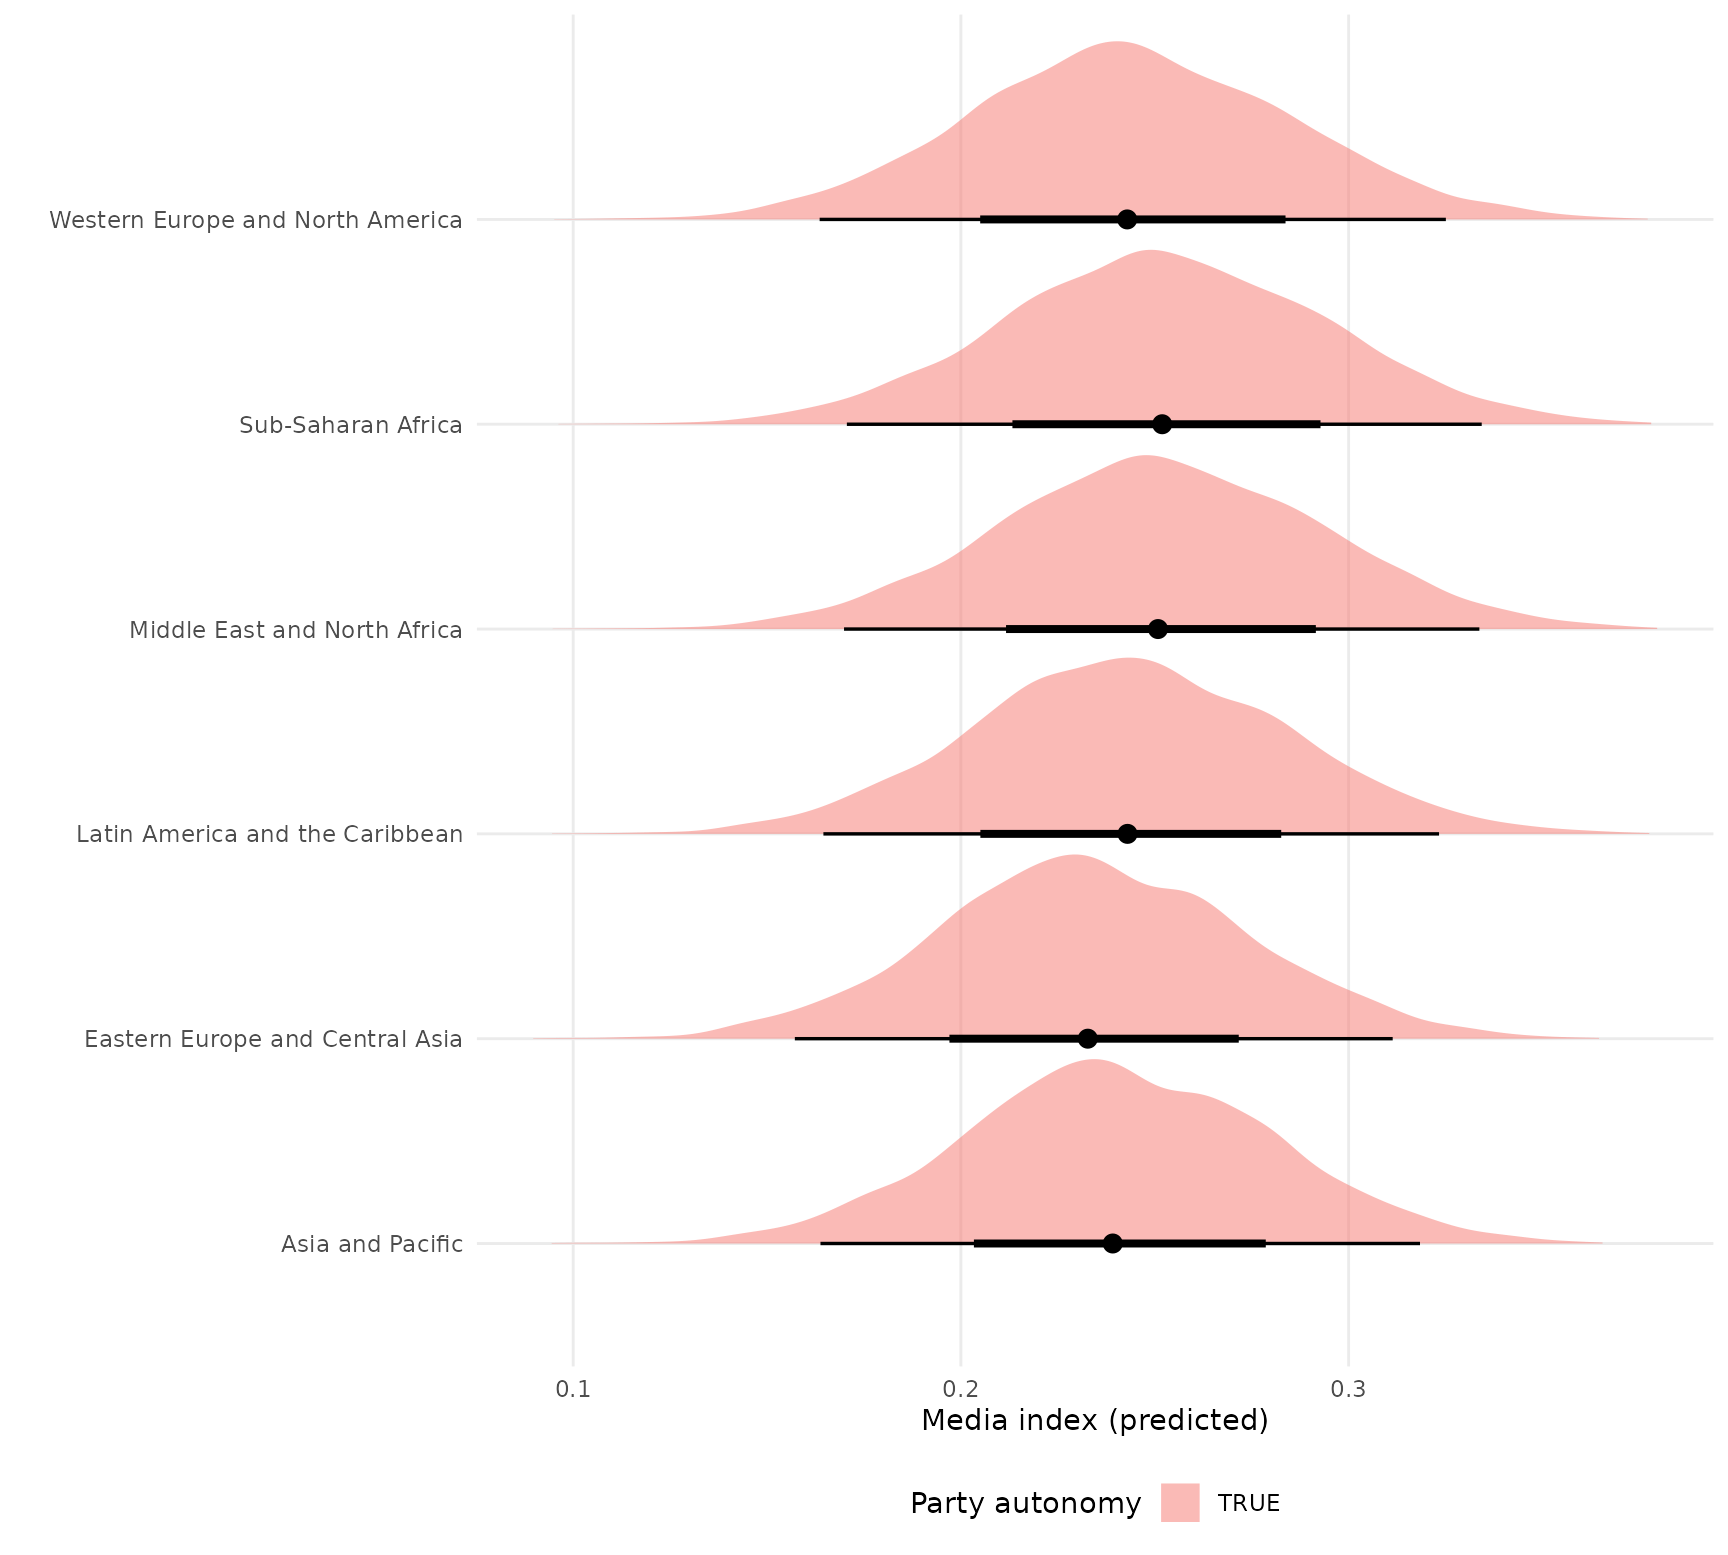 Western Europe and North America
Sub-Saharan Africa
Middle East and North Africa
Latin America and the Caribbean
Eastern Europe and Central Asia
Asia and Pacific
0.1 0.2 0.3
Media index (predicted)
Party autonomy TRUE